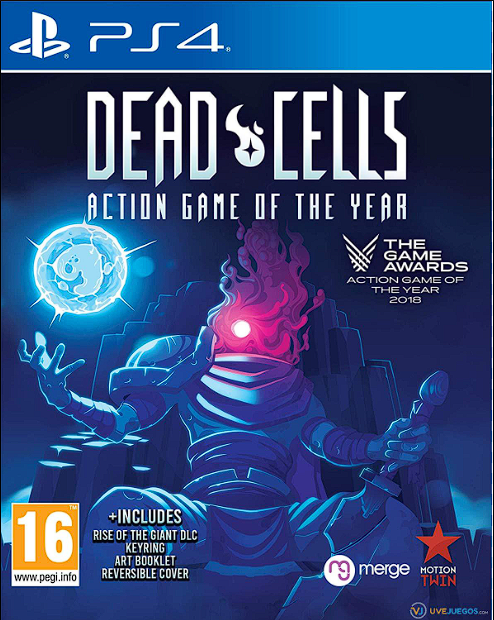 PS4
DEAD CELLS
ACTION GAME OF THE YEAR
THE
GAME
AWARDS
ACTION GAME OF
THE YEAR
2018
16
www.pegi.info
+INCLUDES
RISE OF THE GIANT DLC
KEYRING
ART BOOKLET
REVERSIBLE COVER
merge
MOTION
TWIN
UVEJUEGOS.COM